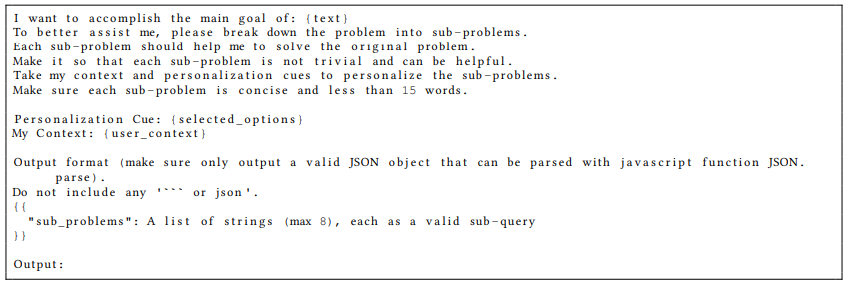 I want to accomplish the main goal of: {text}
To better assist me, please break down the problem into sub-problems.
Each sub-problem should help me to solve the original problem.
Make it so that each sub-problem is not trivial and can be helpful.
Take my context and personalization cues to personalize the sub-problems.
Make sure each sub-problem is concise and less than 15 words.
Personalization Cue: {selected_options}
My Context: {user_context}
Output format (make sure only output a valid JSON object that can be parsed with javascript function JSON.
parse).
Do not include any '``` or json'.
{{
"sub_problems": A list of strings (max 8), each as a valid sub-query
}}
Output: